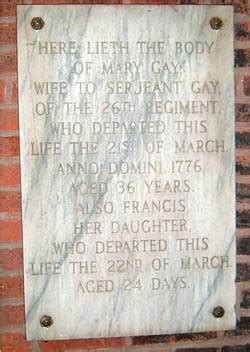 HERE LIETH THE BODY
OF MARY GAY,
WIFE TO SERJEANT GAY,
OF THE 26TH REGIMENT,
WHO DEPARTED THIS
LIFE THE 21ST OF MARCH,
ANNO DOMINI 1776,
AGED 36 YEARS.
ALSO FRANCIS,
HER DAUGHTER,
WHO DEPARTED THIS
LIFE THE 22ND OF MARCH,
AGED 24 DAYS.